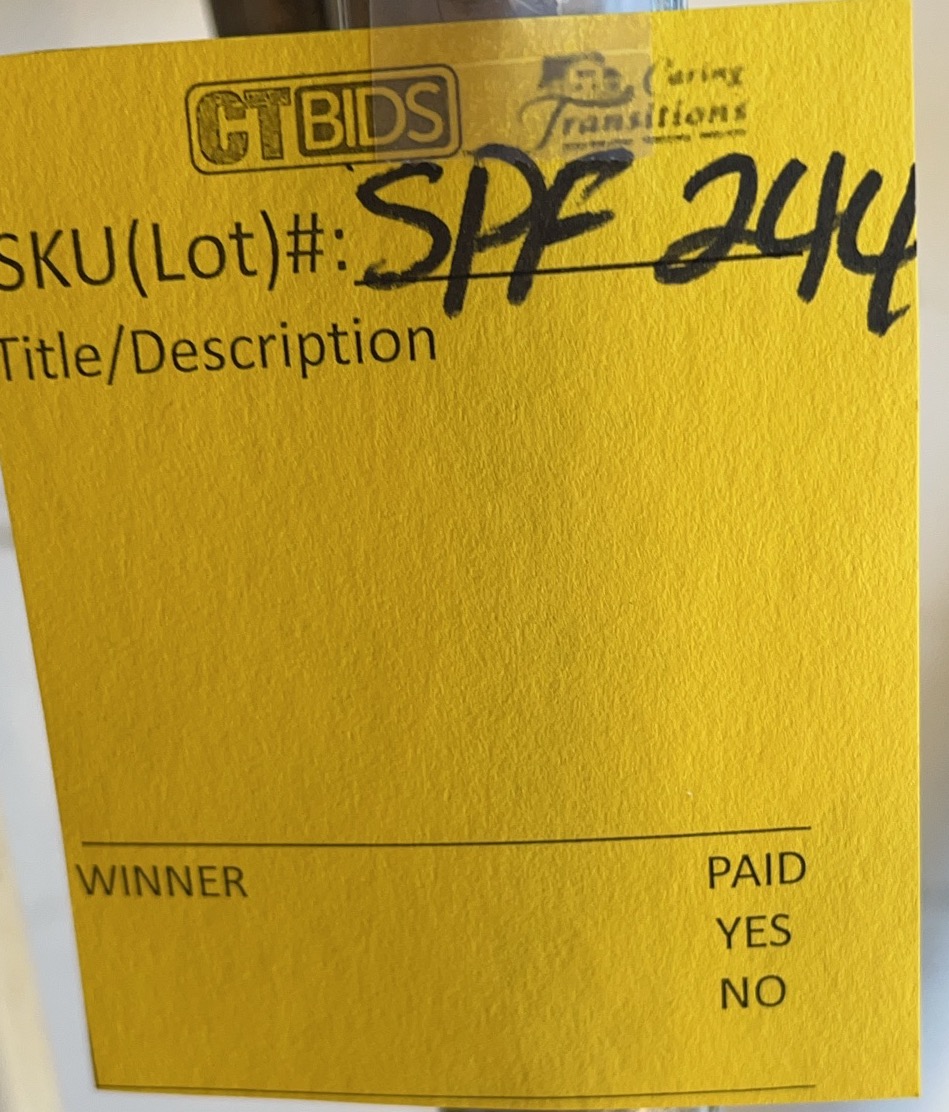 CTBIDS
Caring
Transitions
SKU(Lot)#: SPF 244
Title/Description
WINNER
PAID
YES
NO